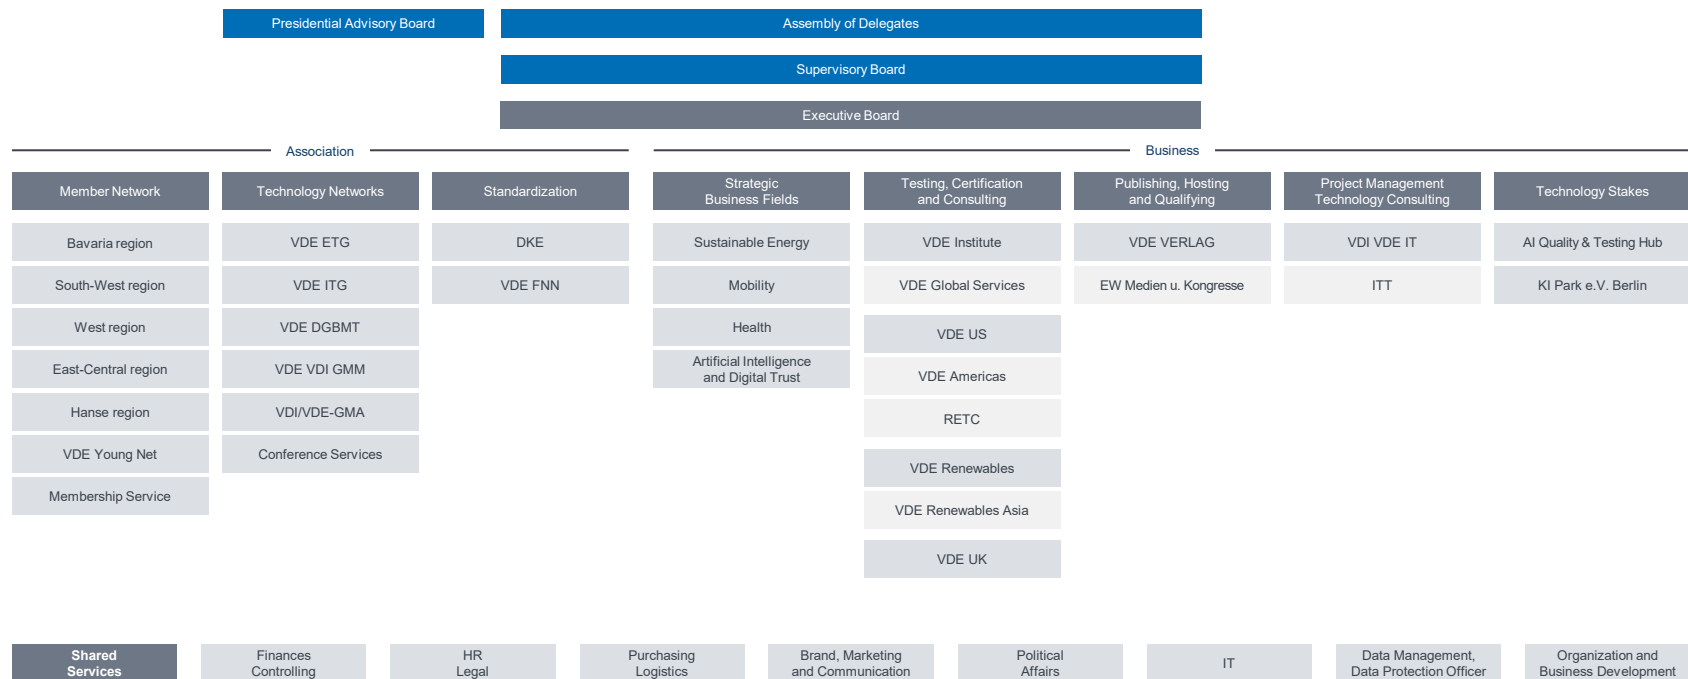 Presidential Advisory Board
Assembly of Delegates
Supervisory Board
Executive Board
Association
Business
Member Network
Bavaria region
South-West region
West region
East-Central region
Hanse region
VDE Young Net
Membership Service
Technology Networks
VDE ETG
VDE ITG
VDE DGBMT
VDE VDI GMM
VDI/VDE-GMA
Conference Services
Standardization
DKE
VDE FNN
Strategic
Business Fields
Sustainable Energy
Mobility
Health
Artificial Intelligence
and Digital Trust
Testing, Certification
and Consulting
VDE Institute
VDE Global Services
VDE US
VDE Americas
RETC
VDE Renewables
VDE Renewables Asia
VDE UK
Publishing, Hosting
and Qualifying
VDE VERLAG
EW Medien u. Kongresse
Project Management
Technology Consulting
VDI VDE IT
ITT
Technology Stakes
AI Quality & Testing Hub
KI Park e.V. Berlin
Shared
Services
Finances
Controlling
HR
Legal
Purchasing
Logistics
Brand, Marketing
and Communication
Political
Affairs
IT
Data Management,
Data Protection Officer
Organization and
Business Development